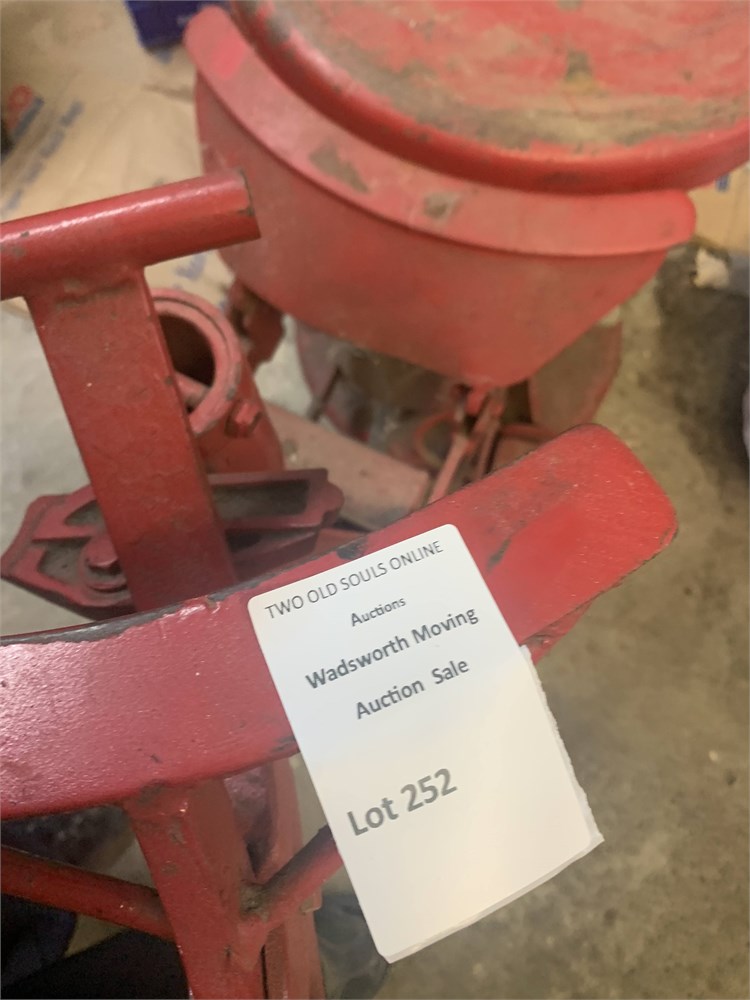 TWO OLD SOULS ONLINE
Auctions
Wadsworth Moving
Auction Sale
Lot 252